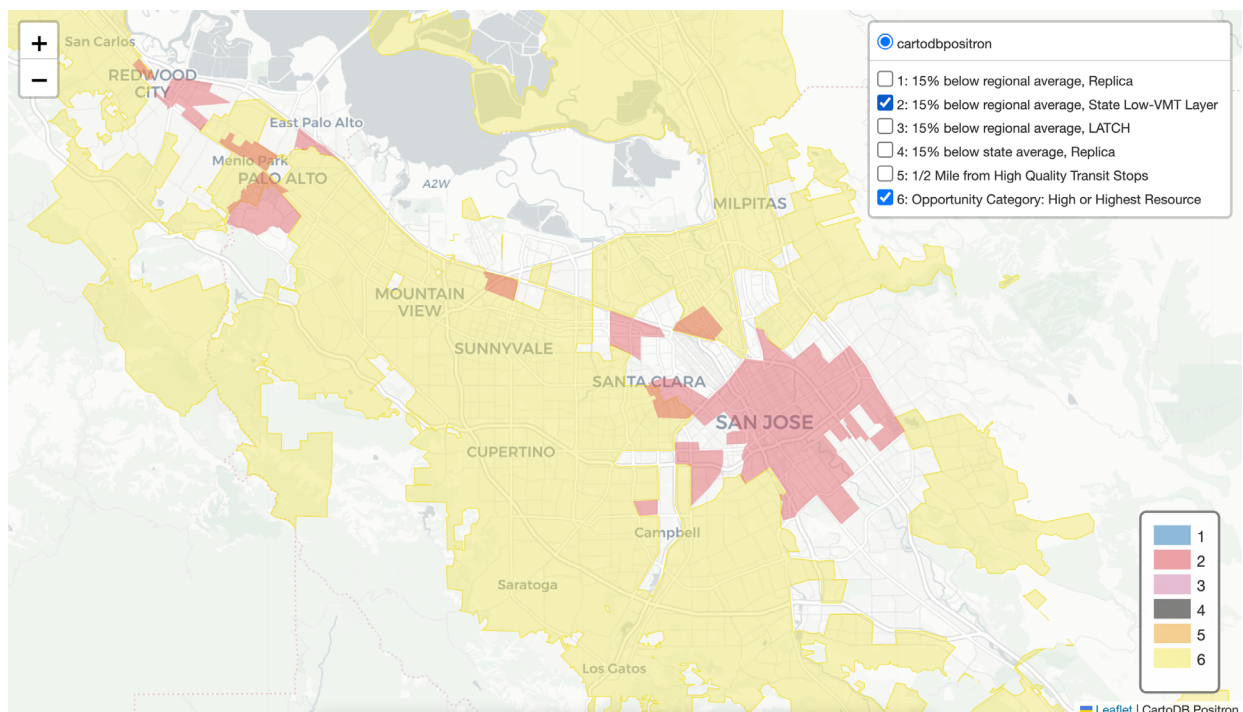 +
−
San Carlos
REDWOOD
CITY
East Palo Alto
Menlo Park
PALO ALTO
A2W
MILPITAS
MOUNTAIN
VIEW
SUNNYVALE
SANTA CLARA
SAN JOSE
CUPERTINO
Campbell
Saratoga
Los Gatos
cartodbpositron
1: 15% below regional average, Replica
2: 15% below regional average, State Low-VMT Layer
3: 15% below regional average, LATCH
4: 15% below state average, Replica
5: 1/2 Mile from High Quality Transit Stops
6: Opportunity Category: High or Highest Resource
1
2
3
4
5
6
Leaflet | CartoDB Positron